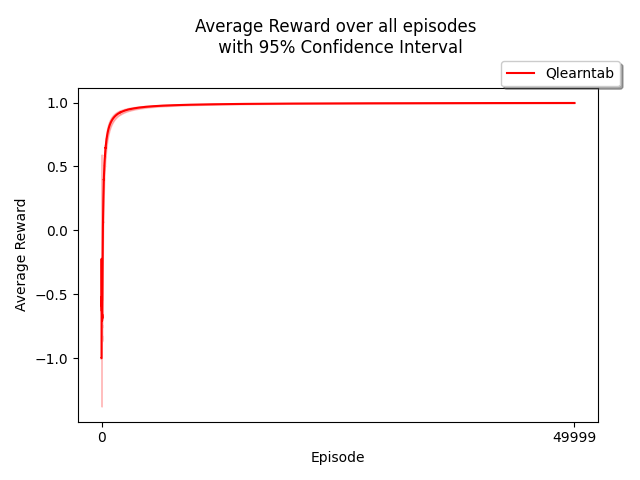 Average Reward over all episodes
with 95% Confidence Interval
Qlearntab
1.0
0.5
0.0
−0.5
−1.0
Average Reward
0
49999
Episode